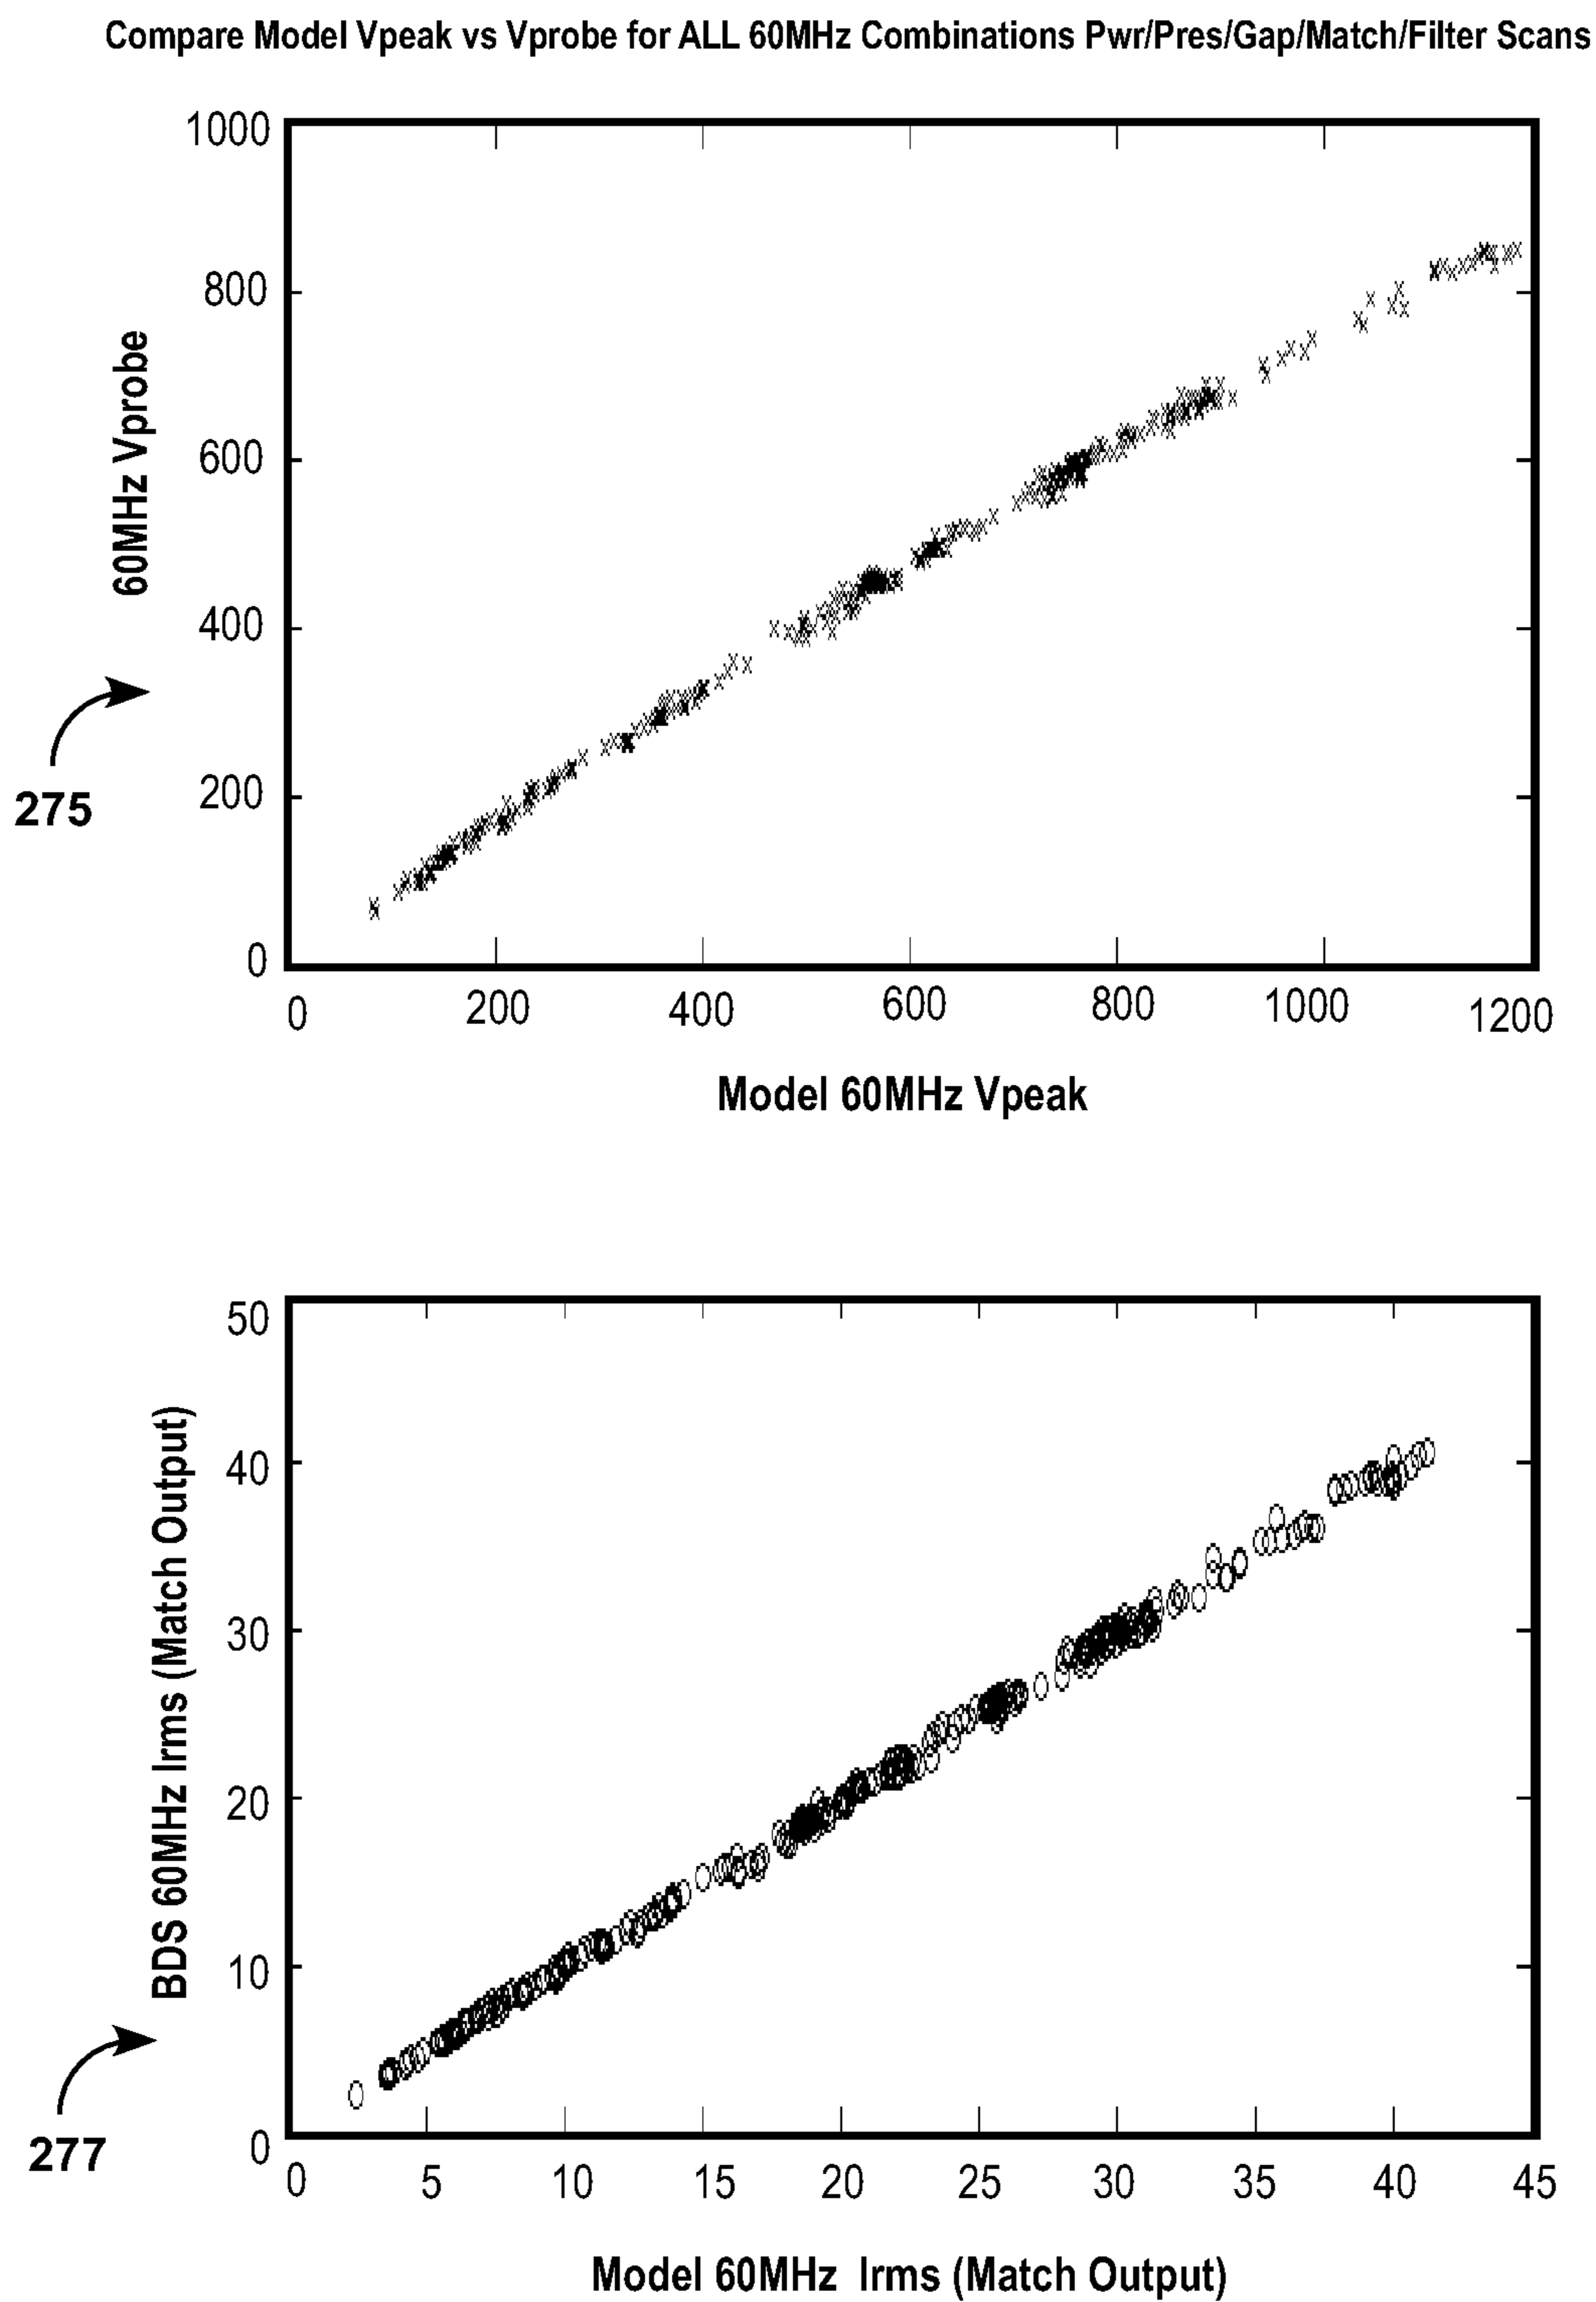 Compare Model Vpeak vs Vprobe for ALL 60MHz Combinations Pwr/Pres/Gap/Match/Filter Scans
1000
800
600
400
200
0
60MHz Vprobe
275
0 200 400 600 800 1000 1200
Model 60MHz Vpeak
50
40
30
20
10
0
BDS 60MHz Irms (Match Output)
277
0 5 10 15 20 25 30 35 40 45
Model 60MHz Irms (Match Output)